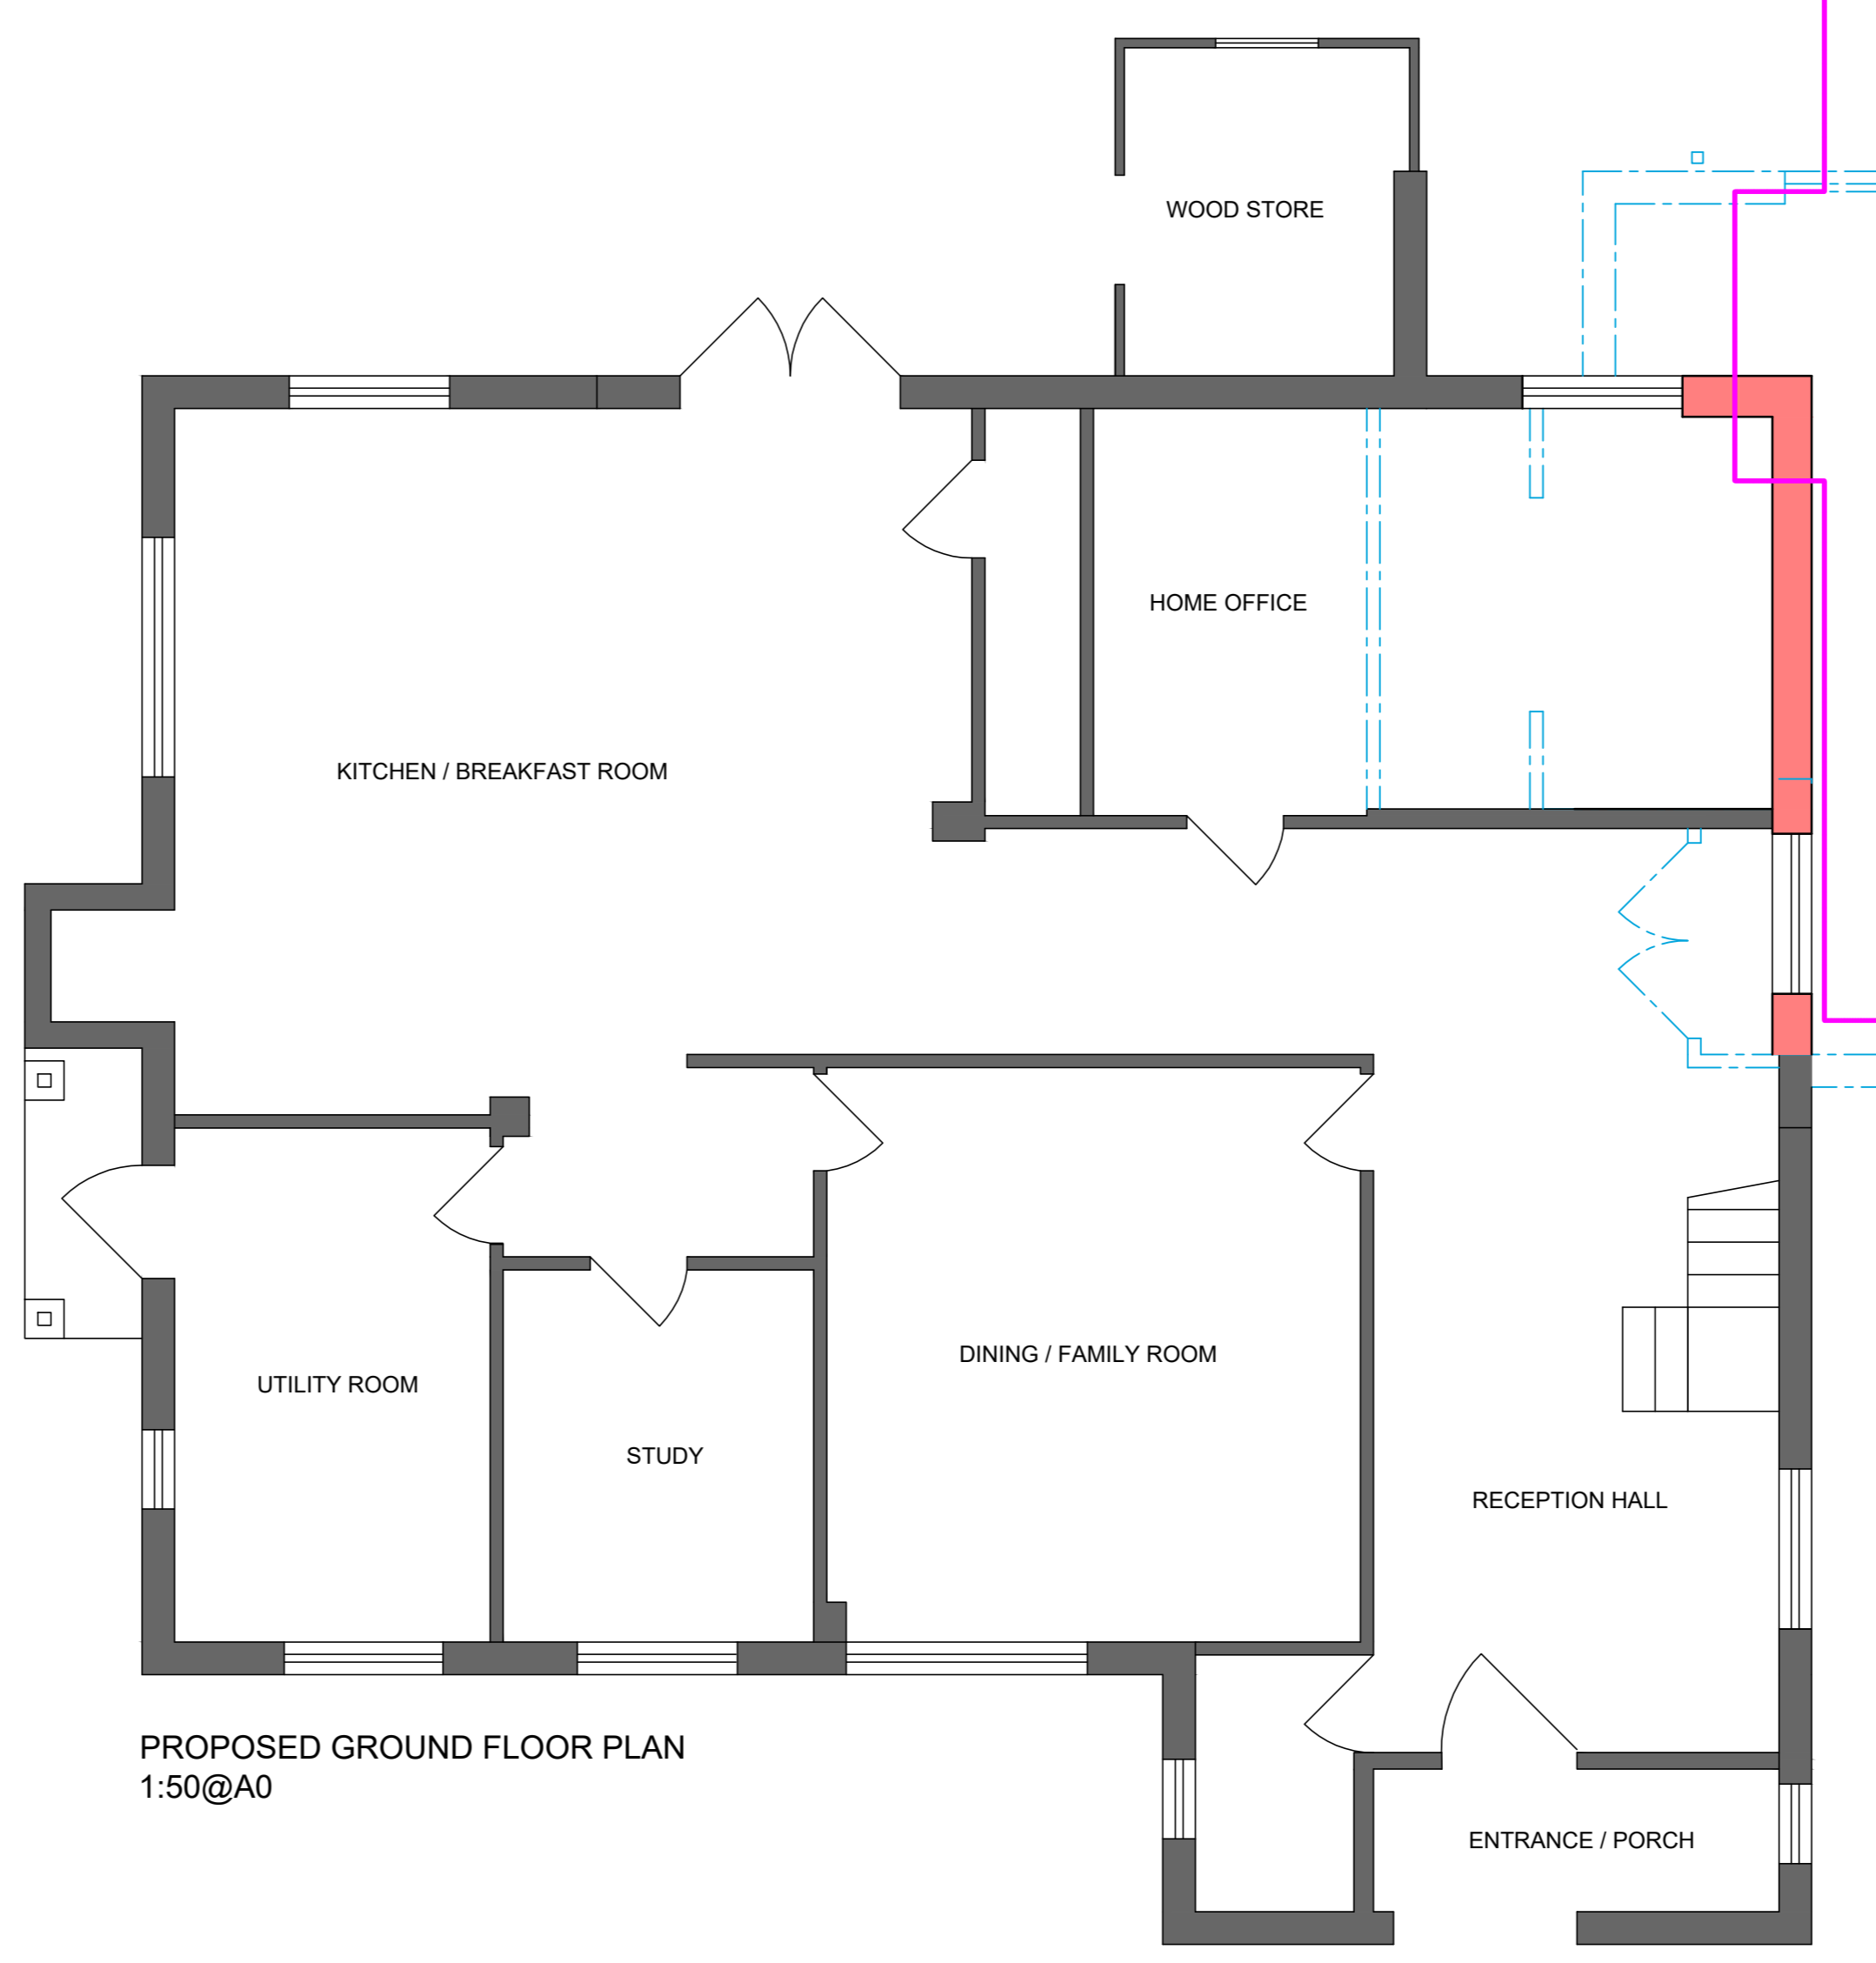 WOOD STORE
HOME OFFICE
KITCHEN / BREAKFAST ROOM
DINING / FAMILY ROOM
UTILITY ROOM
STUDY
RECEPTION HALL
PROPOSED GROUND FLOOR PLAN
1:50@A0
ENTRANCE / PORCH